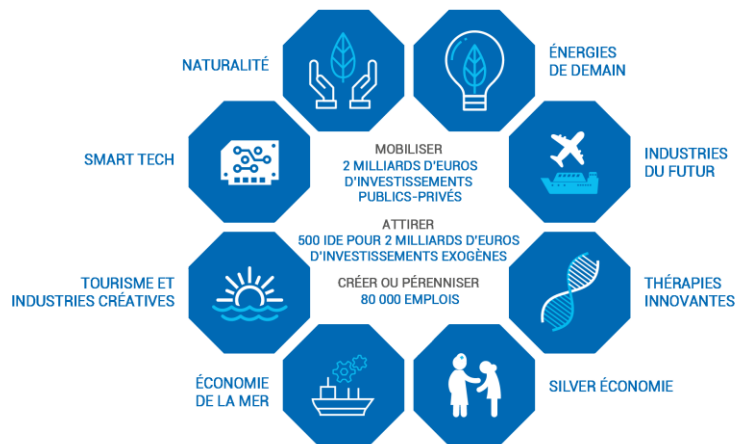 NATURALITÉ
ÉNERGIES
DE DEMAIN
SMART TECH
MOBILISER
2 MILLIARDS D'EUROS
D'INVESTISSEMENTS
PUBLICS-PRIVÉS
INDUSTRIES
DU FUTUR
ATTIRER
500 IDE POUR 2 MILLIARDS D'EUROS
D'INVESTISSEMENTS EXOGÈNES
TOURISME ET
INDUSTRIES CRÉATIVES
CRÉER OU PÉRENNISER
80 000 EMPLOIS
THÉRAPIES
INNOVANTES
ÉCONOMIE
DE LA MER
SILVER ÉCONOMIE